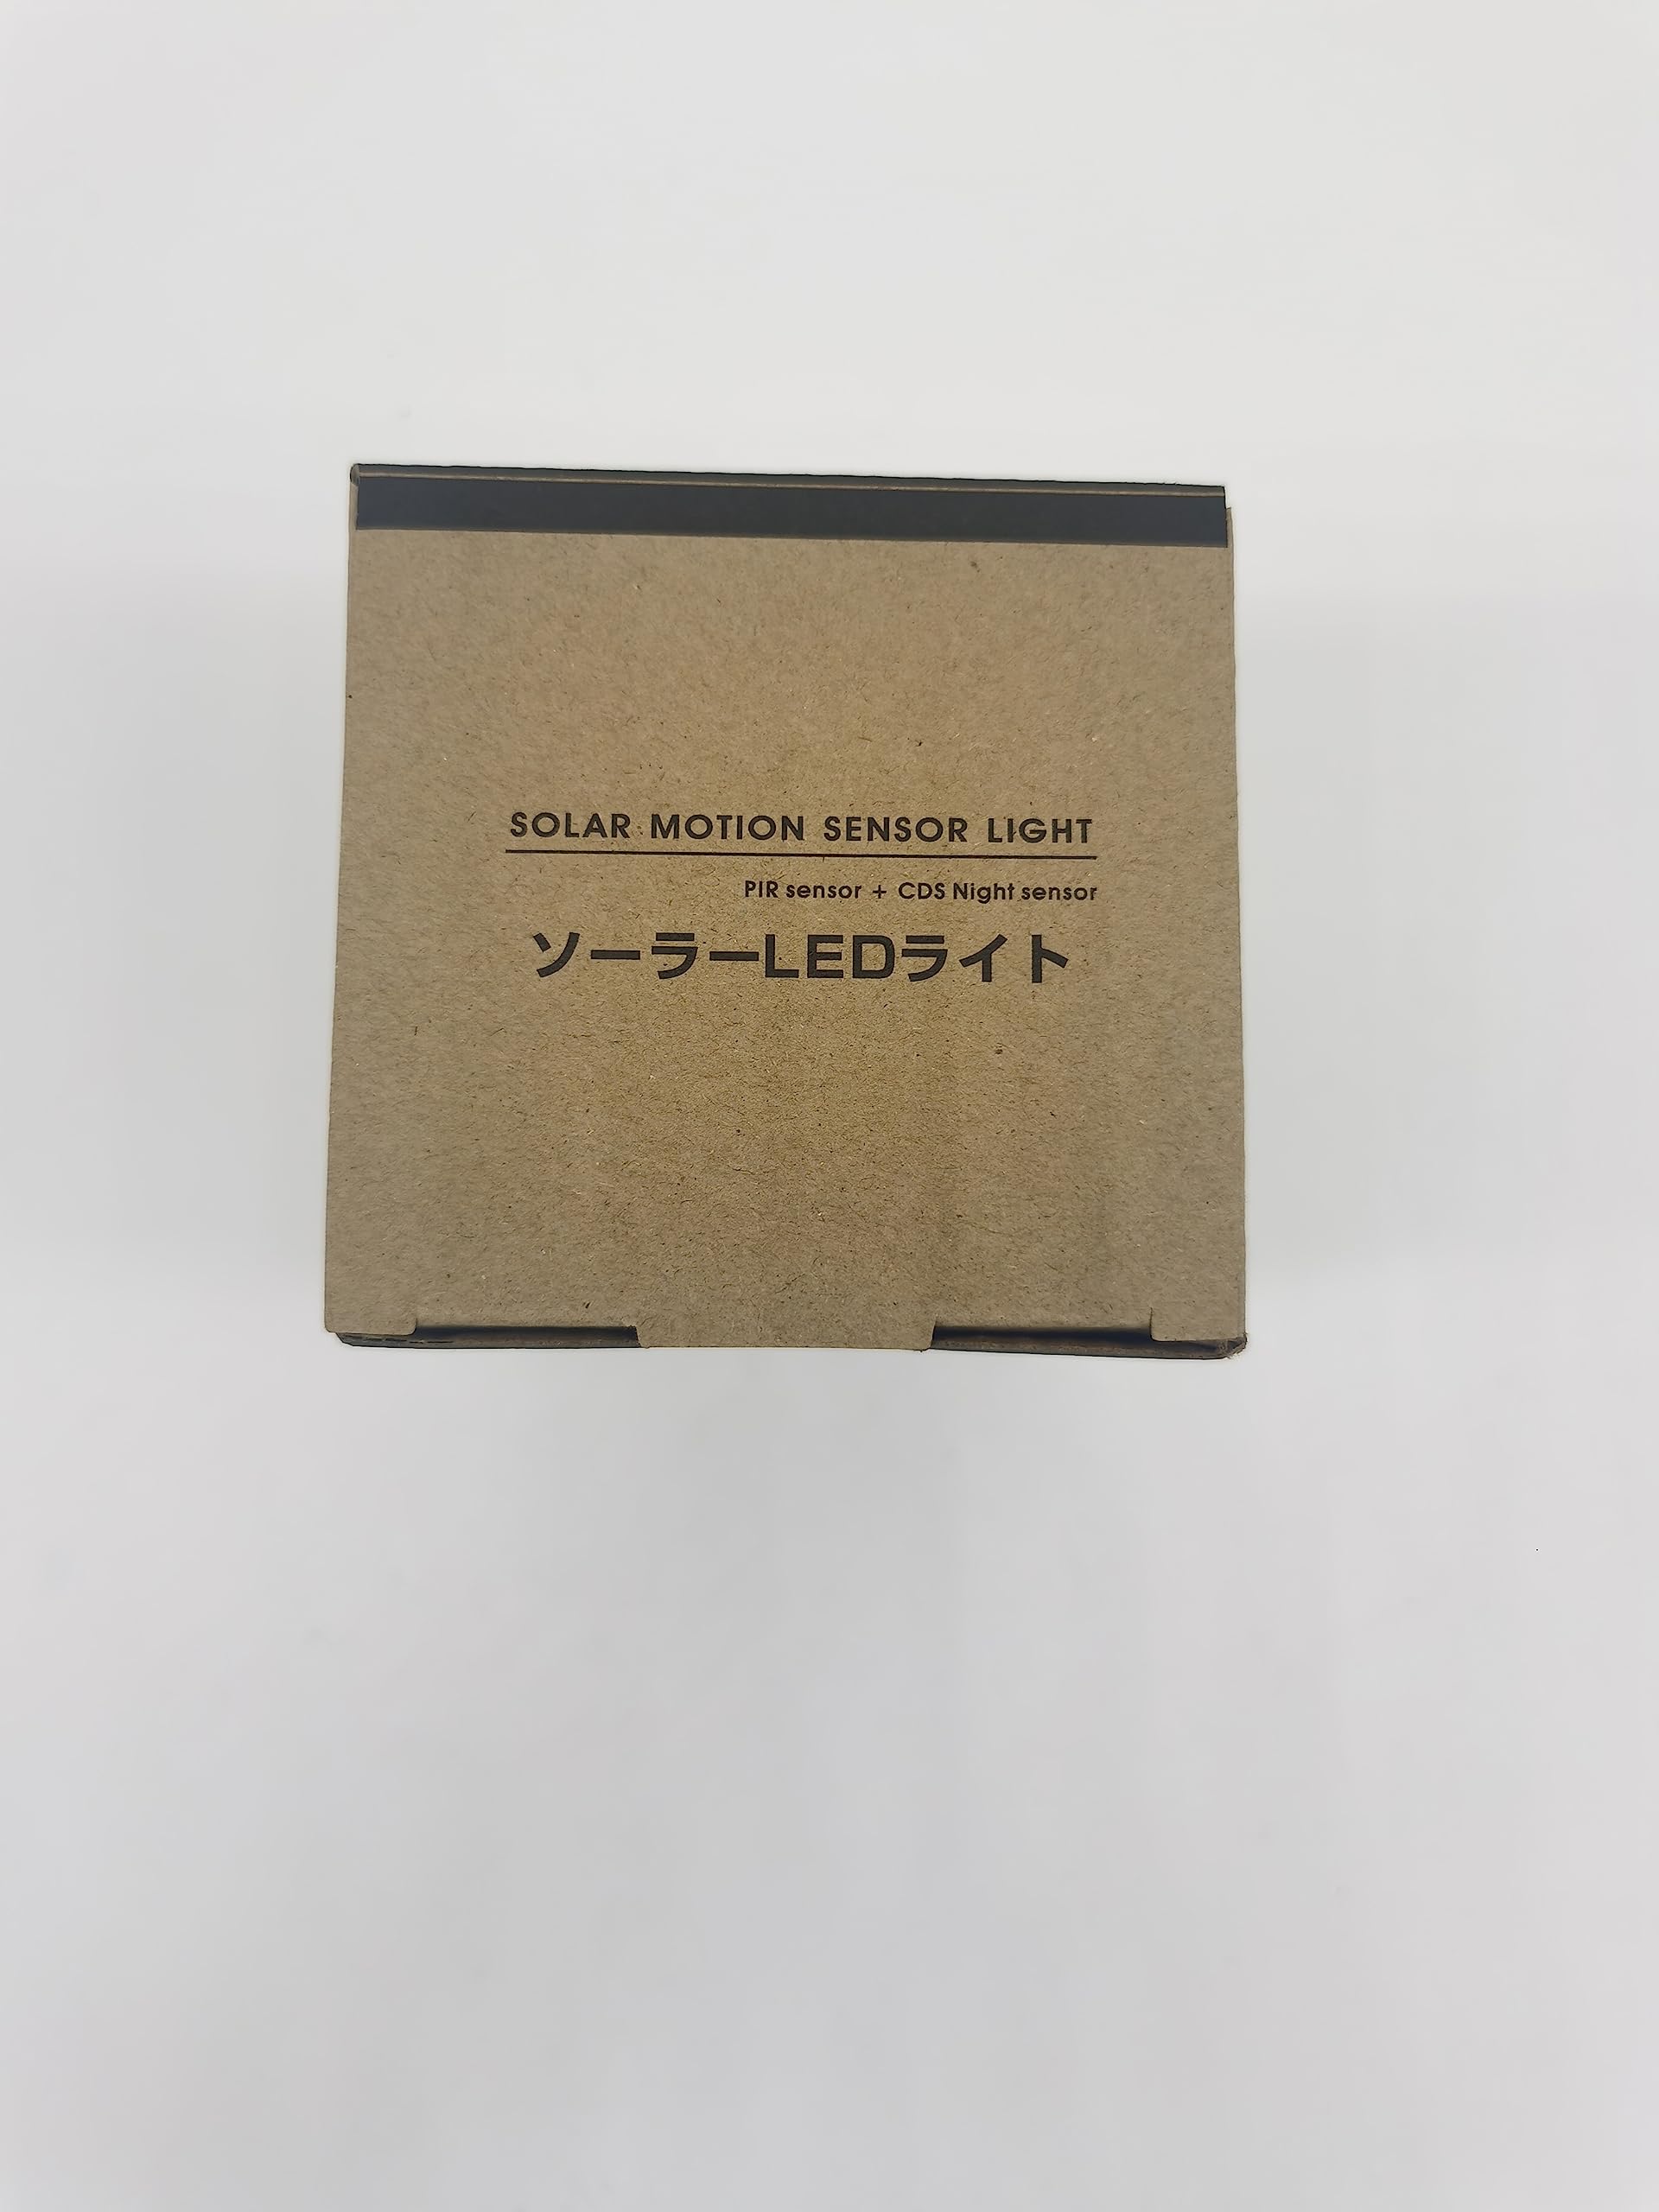 SOLAR MOTION SENSOR LIGHT
PIR sensor + CDS Night sensor
ソーラーLEDライト